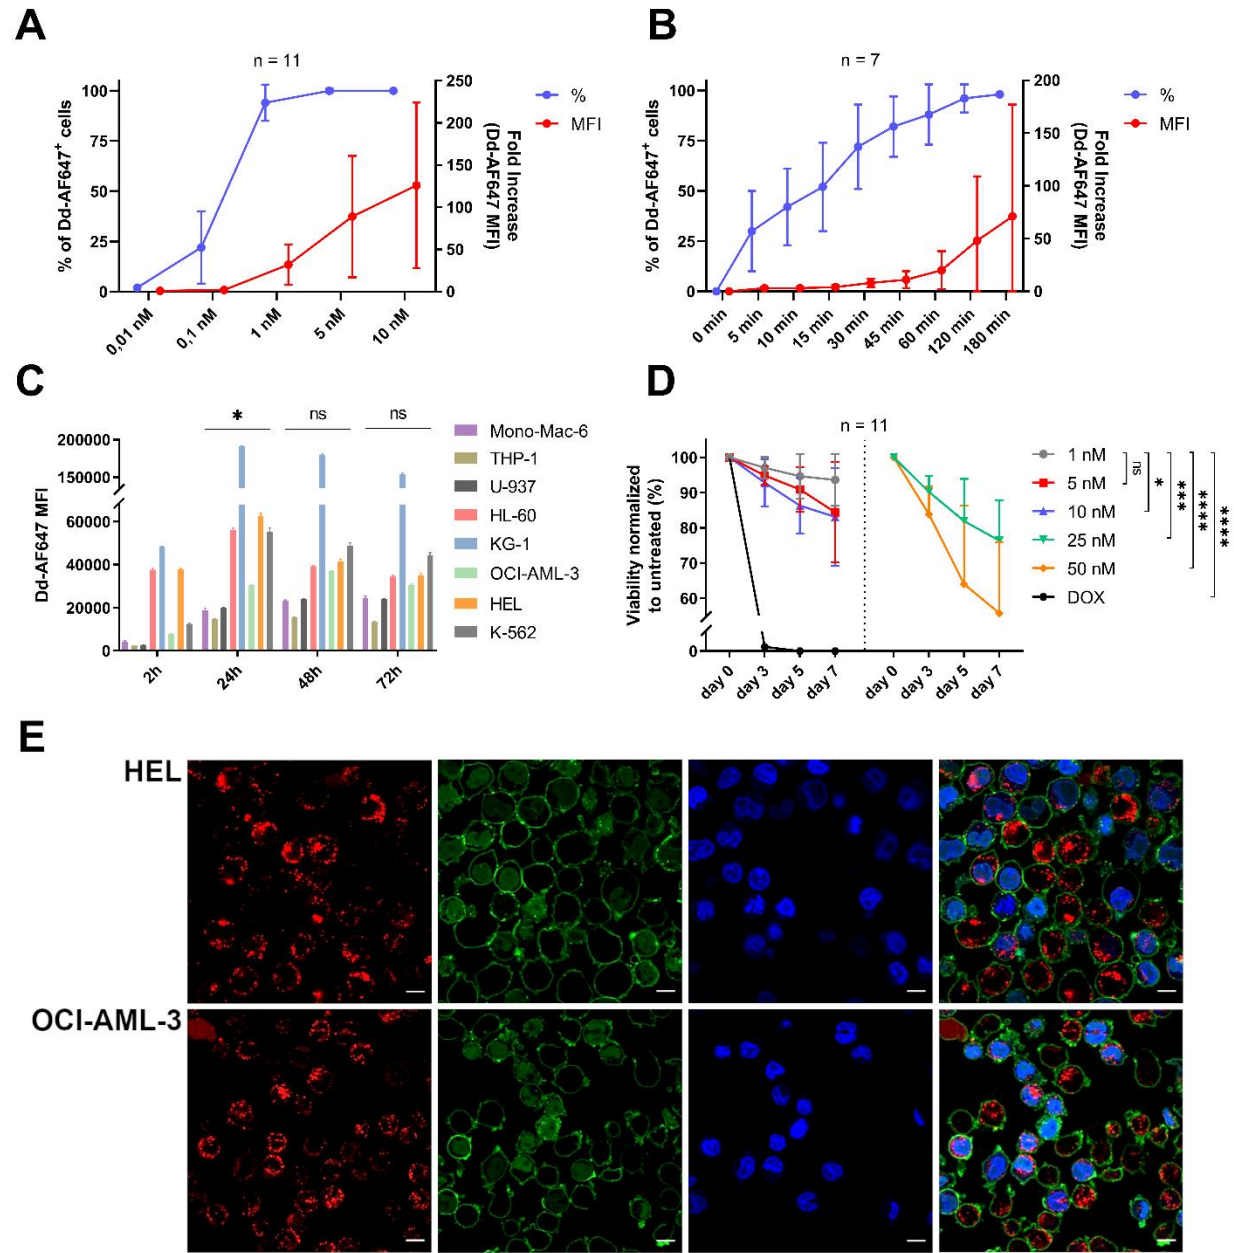 A
n = 11
100
75
50
25
0
% of Dd-AF647+ cells
250
200
150
100
50
0
Fold Increase
(Dd-AF647 MFI)
%
MFI
0,01 nM
0,1 nM
1 nM
5 nM
10 nM
B
n = 7
100
75
50
25
0
% of Dd-AF647+ cells
200
150
100
50
0
Fold Increase
(Dd-AF647 MFI)
%
MFI
0 min
5 min
10 min
15 min
30 min
45 min
60 min
120 min
180 min
C
* ns ns
200000
150000
60000
40000
20000
0
Dd-AF647 MFI
2h
24h
48h
72h
Mono-Mac-6
THP-1
U-937
HL-60
KG-1
OCI-AML-3
HEL
K-562
D
n = 11
100
90
80
70
60
0
Viability normalized
to untreated (%)
day 0
day 3
day 5
day 7
day 0
day 3
day 5
day 7
1 nM
5 nM
10 nM
25 nM
50 nM
DOX
ns
*
***
****
****
E
HEL
OCI-AML-3